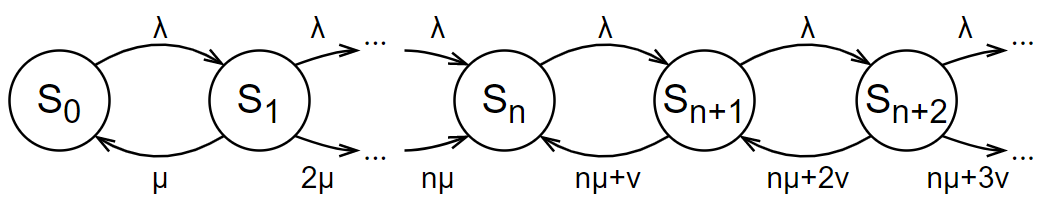 λ λ ... λ λ λ λ ...
S0 S1 Sn Sn+1 Sn+2
μ 2μ ... nμ nμ+ν nμ+2ν nμ+3ν ...